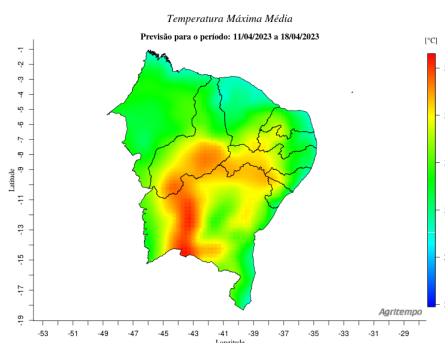 Temperatura Máxima Média
Previsão para o período: 11/04/2023 a 18/04/2023
[°C]
-1
-2
-3
-4
-5
-6
-7
-8
-9
-11
-13
-15
-17
-19
Latitude
Agritempo
-53 -51 -49 -47 -45 -43 -41 -39 -37 -35 -33 -31 -29
Longitude